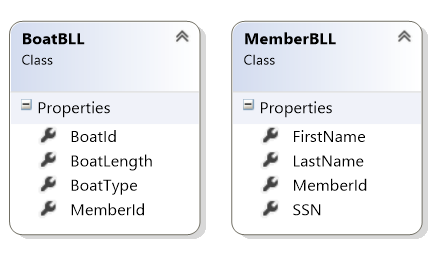 BoatBLL
Class
Properties
BoatId
BoatLength
BoatType
MemberId
MemberBLL
Class
Properties
FirstName
LastName
MemberId
SSN